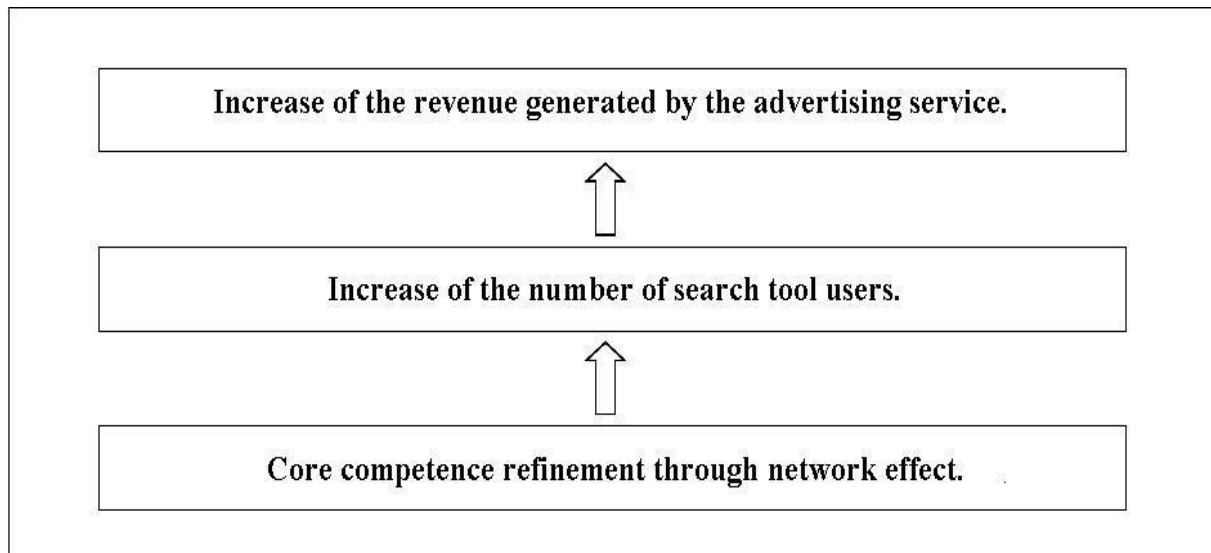 Increase of the revenue generated by the advertising service.
Increase of the number of search tool users.
Core competence refinement through network effect.